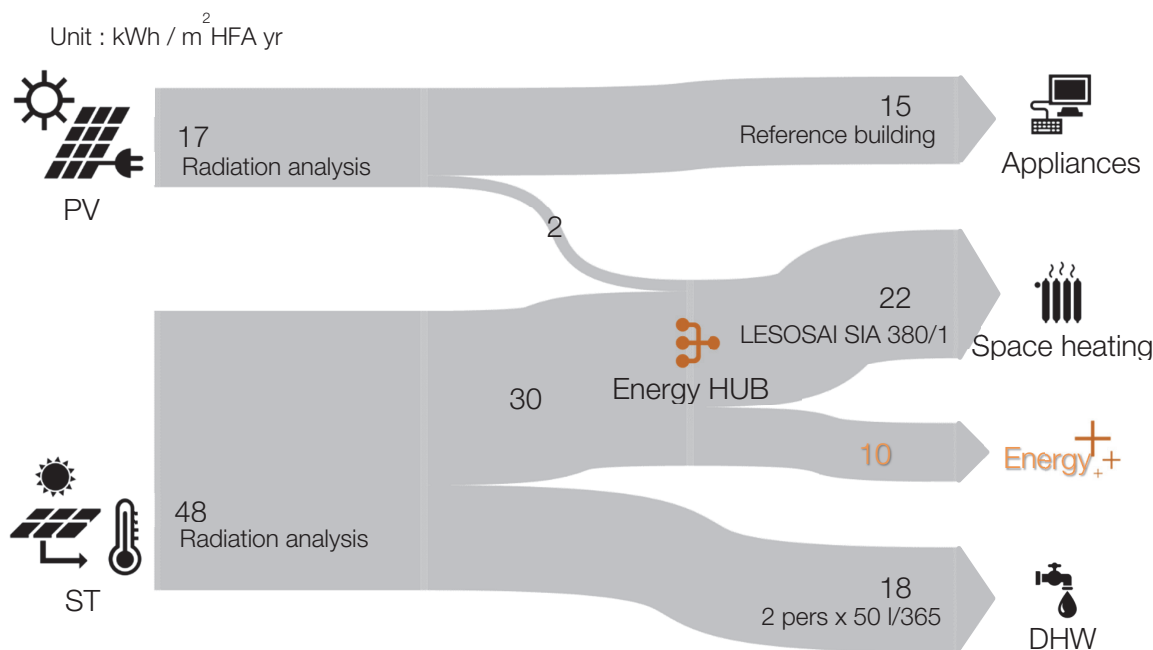 Unit : kWh / m² HFA yr
PV
17
Radiation analysis
15
Reference building
Appliances
2
22
LESOSAI SIA 380/1
Space heating
Energy HUB
30
10
Energy+++
48
Radiation analysis
ST
18
2 pers x 50 l/365
DHW